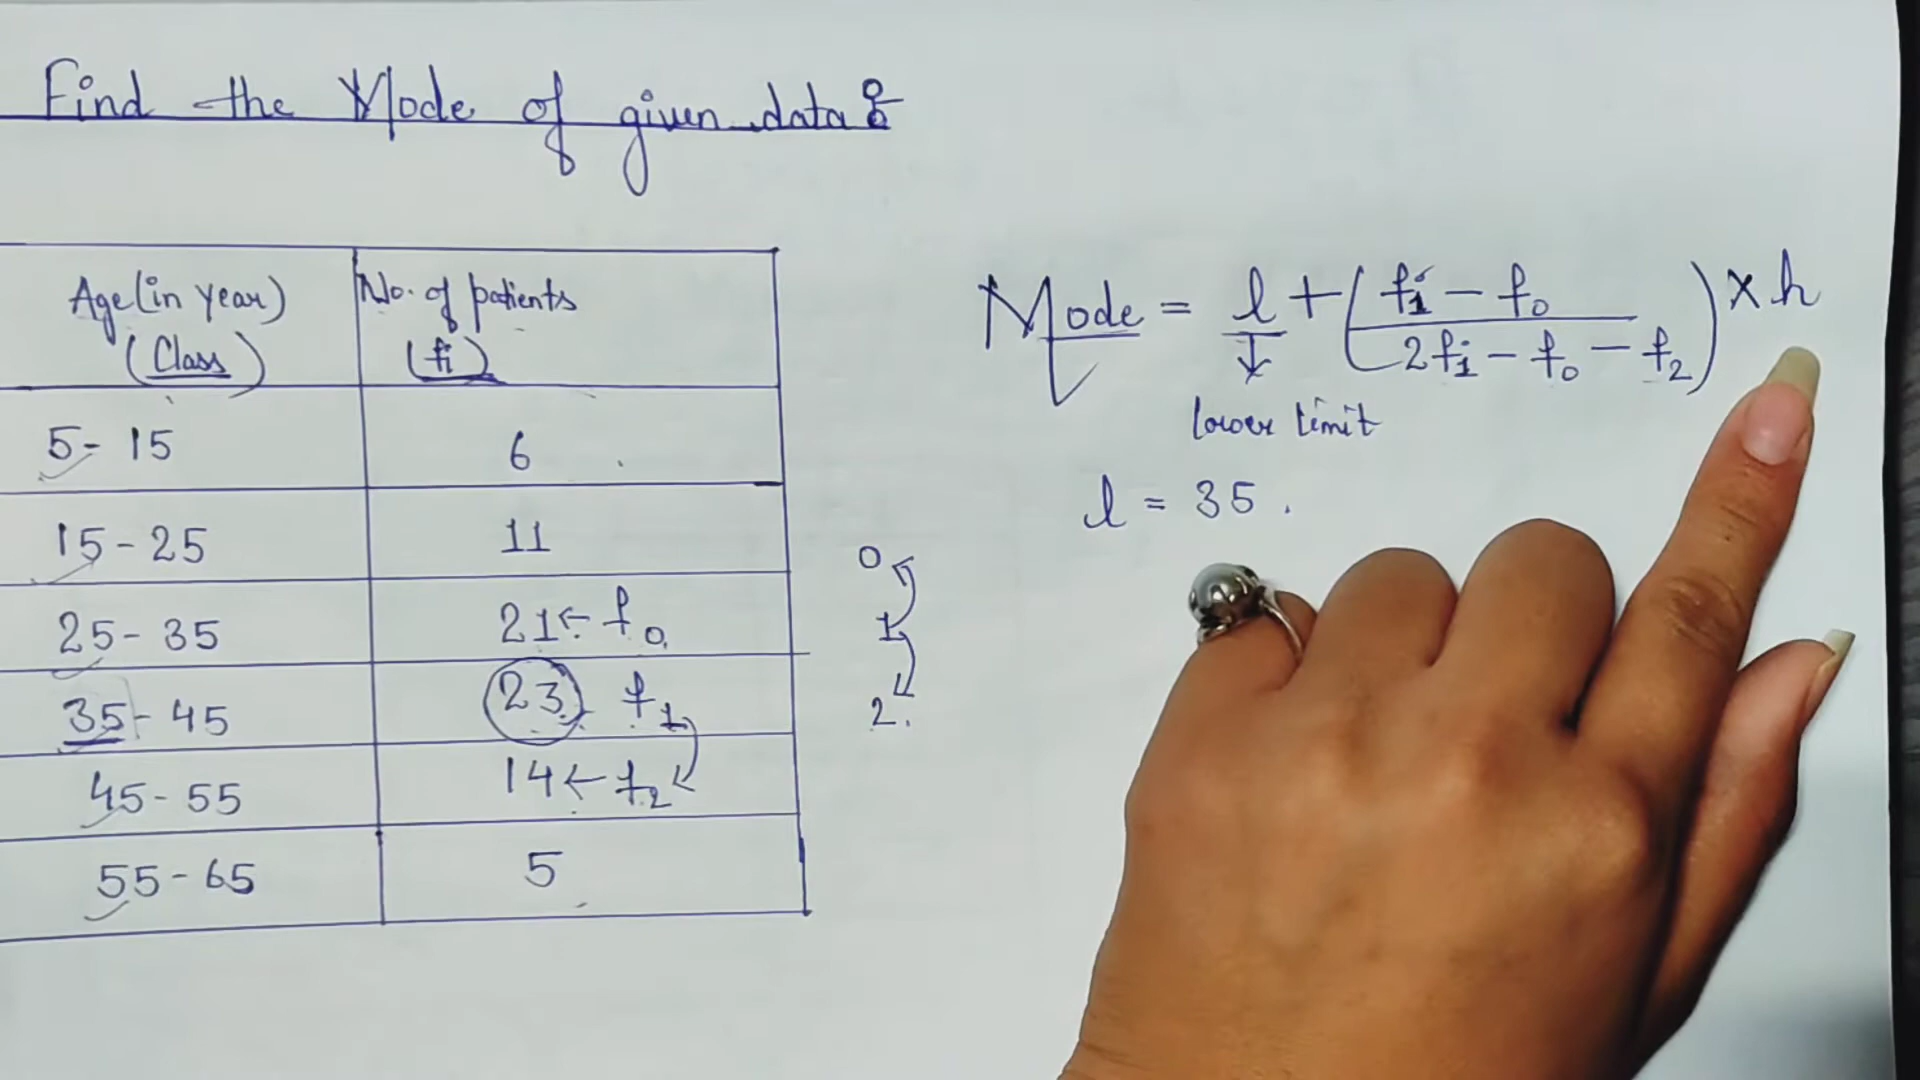 Find the Mode of given data :
Age (in year) (Class)
No. of patients (fi)
5 - 15 6
15 - 25 11
25 - 35 21 ← f0
35 - 45 23 f1
45 - 55 14 ← f2
55 - 65 5
0
1
2.
Mode = l + (f1 - f0 / 2f1 - f0 - f2) × h
lower limit
l = 35.